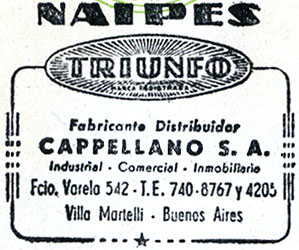 NAIPES
TRIUNFO
MARCA REGISTRADA
Fabricante Distribuidor
CAPPELLANO S. A.
Industrial - Comercial - Inmobiliaria
Fcio. Varela 542 - T.E. 740-8767 y 4205
Villa Martelli - Buenos Aires